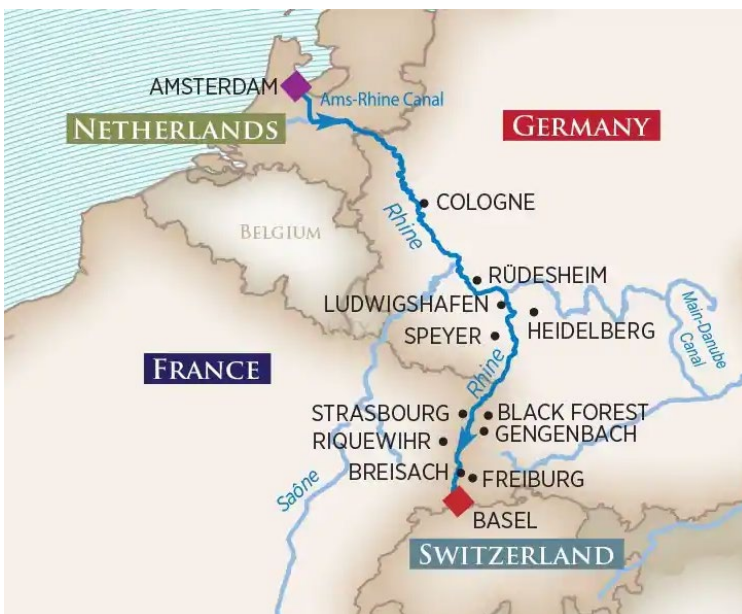 AMSTERDAM
Ams-Rhine Canal
NETHERLANDS
GERMANY
COLOGNE
Rhine
BELGIUM
RÜDESHEIM
LUDWIGSHAFEN
HEIDELBERG
SPEYER
Main-Danube
Canal
FRANCE
Rhine
STRASBOURG
BLACK FOREST
RIQUEWIHR
GENGENBACH
BREISACH
FREIBURG
Saône
BASEL
SWITZERLAND